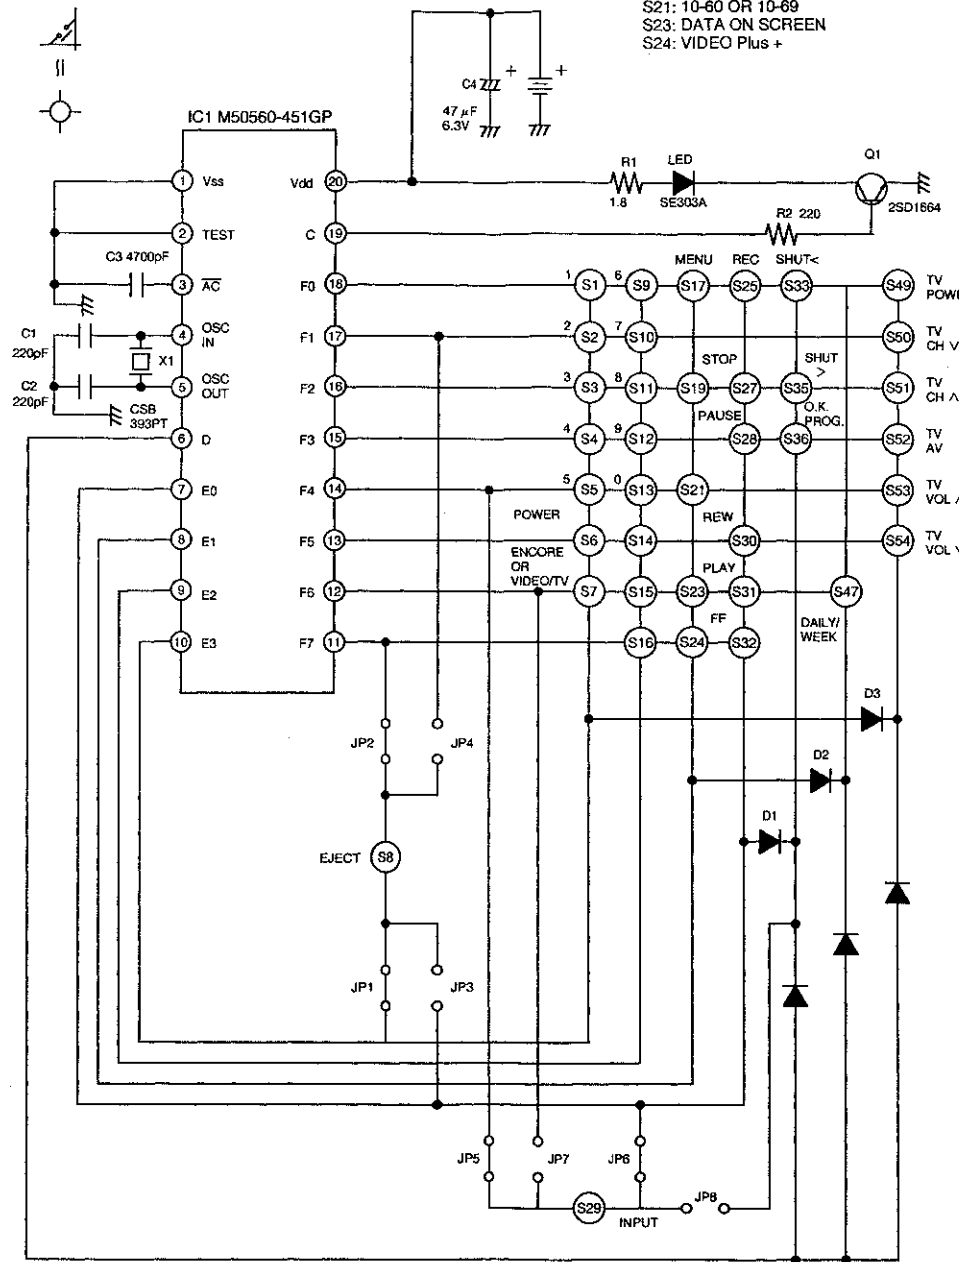 S21: 10-60 OR 10-69
S23: DATA ON SCREEN
S24: VIDEO Plus +
C4
+
+
47 µF
6.3V
IC1 M50560-451GP
1 Vss
Vdd 20
R1
1.8
LED
SE303A
Q1
2SD1664
2 TEST
C 19
R2 220
C3 4700pF
3 AC
F0 18
MENU REC SHUT<
1 S1 6 S9 S17 S25 S33 S49
TV
C1
220pF
4 OSC IN
F1 17
2 S2 7 S10 S50
TV
CH V
X1
STOP
SHUT
>
C2
220pF
5 OSC OUT
F2 16
3 S3 8 S11 S19 S27 S35 S51
TV
CH Λ
CSB
393PT
PAUSE
O.K.
PROG.
6 D
F3 15
4 S4 9 S12 S28 S36 S52
TV
AV
7 E0
F4 14
5 S5 0 S13 S21 S53
TV
VOL
POWER
REW
8 E1
F5 13
S6 S14 S30 S54
TV
VOL
ENCORE
OR
VIDEO/TV
PLAY
9 E2
F6 12
S7 S15 S23 S31 S47
FF
DAILY/
WEEK
10 E3
F7 11
S16 S24 S32
D3
JP2
JP4
D2
D1
EJECT
S8
JP1
JP3
JP5
JP7
JP6
JP8
S29
INPUT